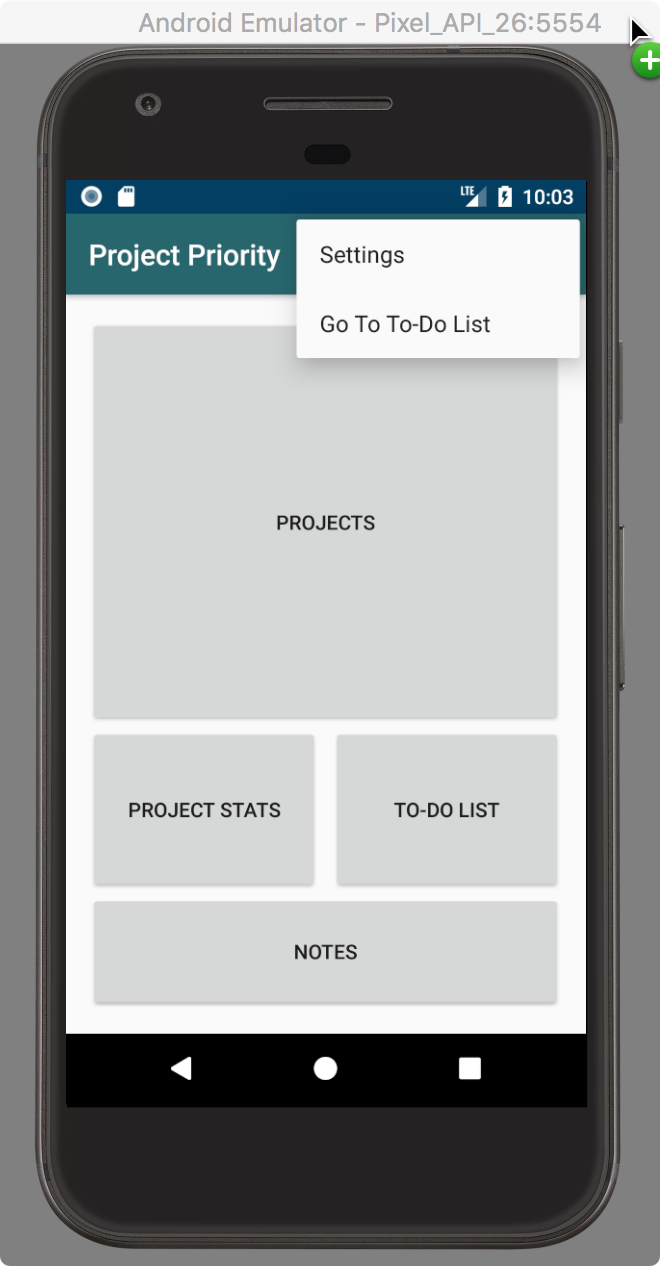 Android Emulator - Pixel_API_26:5554
LTE 10:03
Project Priority
Settings
Go To To-Do List
PROJECTS
PROJECT STATS
TO-DO LIST
NOTES